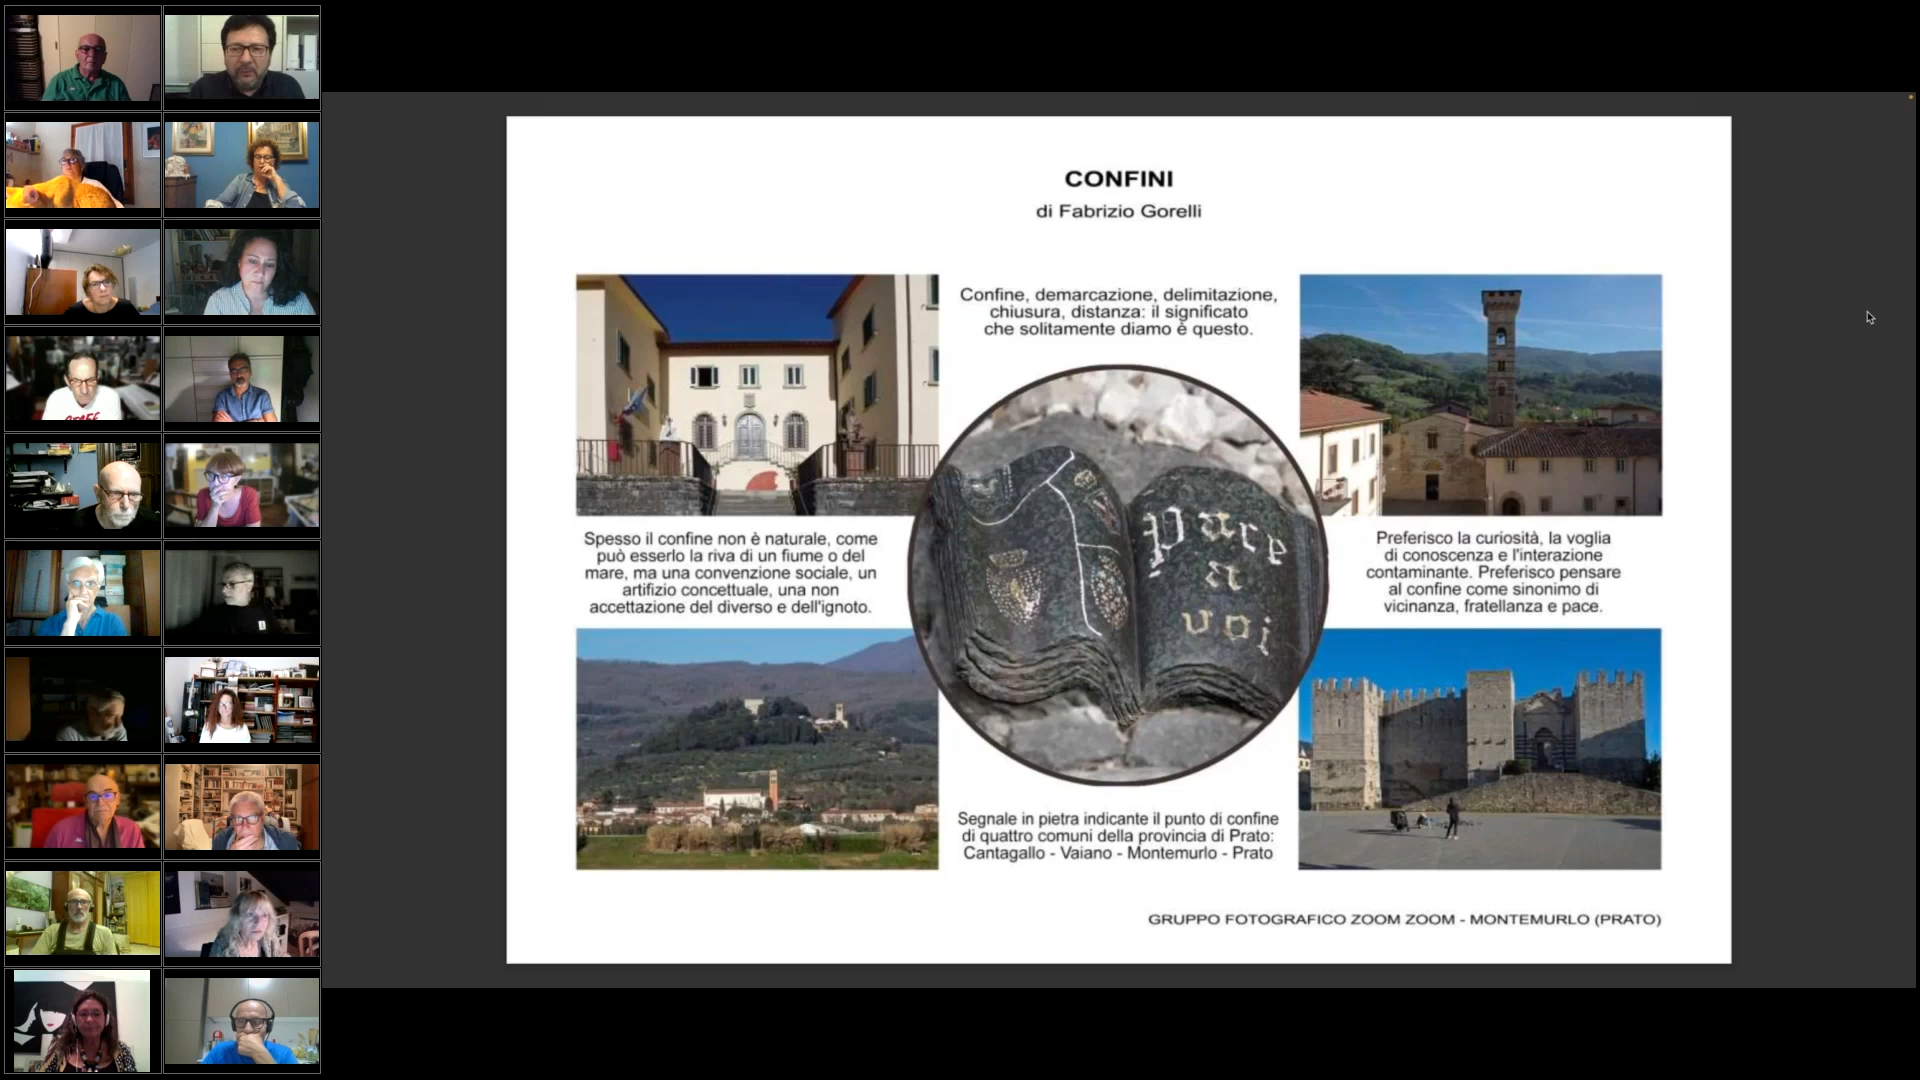 CONFINI
di Fabrizio Gorelli
Confine, demarcazione, delimitazione,
chiusura, distanza: il significato
che solitamente diamo è questo.
Spesso il confine non è naturale, come
può esserlo la riva di un fiume o del
mare, ma una convenzione sociale, un
artifizio concettuale, una non
accettazione del diverso e dell'ignoto.
pace
a
voi
Preferisco la curiosità, la voglia
di conoscenza e l'interazione
contaminante. Preferisco pensare
al confine come sinonimo di
vicinanza, fratellanza e pace.
Segnale in pietra indicante il punto di confine
di quattro comuni della provincia di Prato:
Cantagallo - Vaiano - Montemurlo - Prato
GRUPPO FOTOGRAFICO ZOOM ZOOM - MONTEMURLO (PRATO)